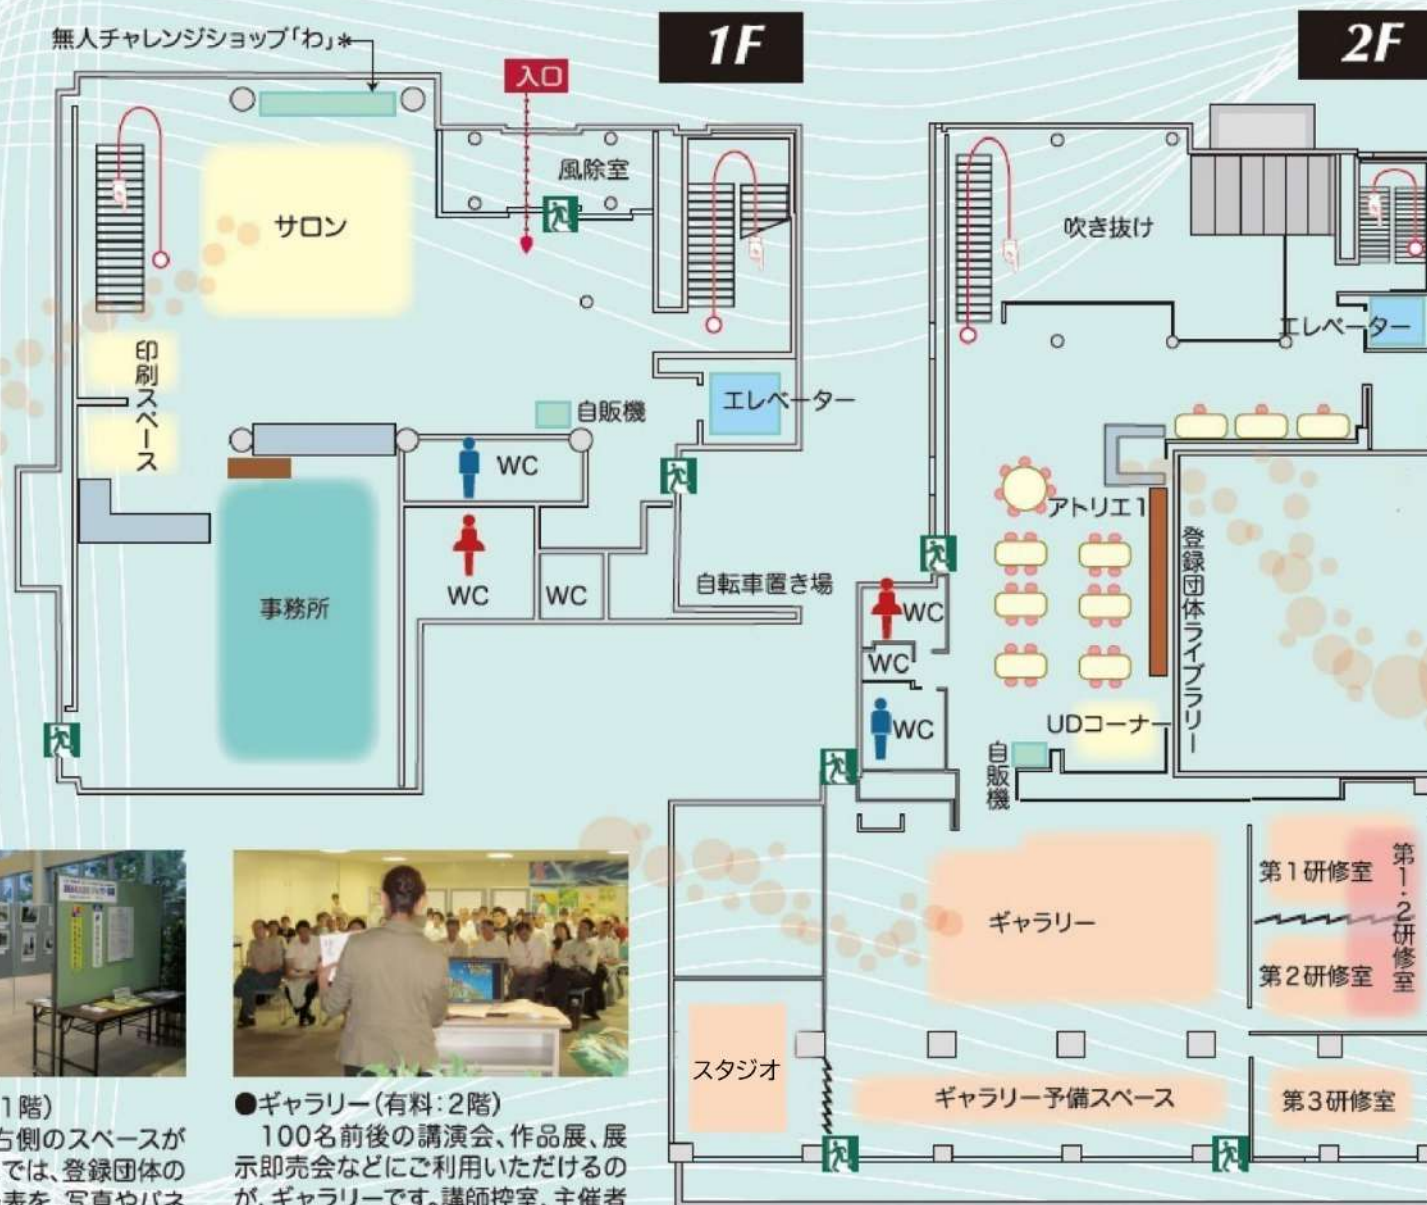 無人チャレンジショップ「わ」*
1F
2F
入口
風除室
サロン
吹き抜け
エレベーター
印刷スペース
自販機
エレベーター
WC
アトリエ1
WC
WC
自転車置き場
事務所
登録団体ライブラリー
WC
WC
WC
UDコーナー
自販機
第1研修室
第1・2研修室
ギャラリー
第2研修室
スタジオ
ギャラリー予備スペース
第3研修室
1階)
右側のスペースが
では、登録団体の
表を、写真やパネ
●ギャラリー(有料:2階)
100名前後の講演会、作品展、展
示即売会などにご利用いただけるの
が、ギャラリーです。講師控室、主催者